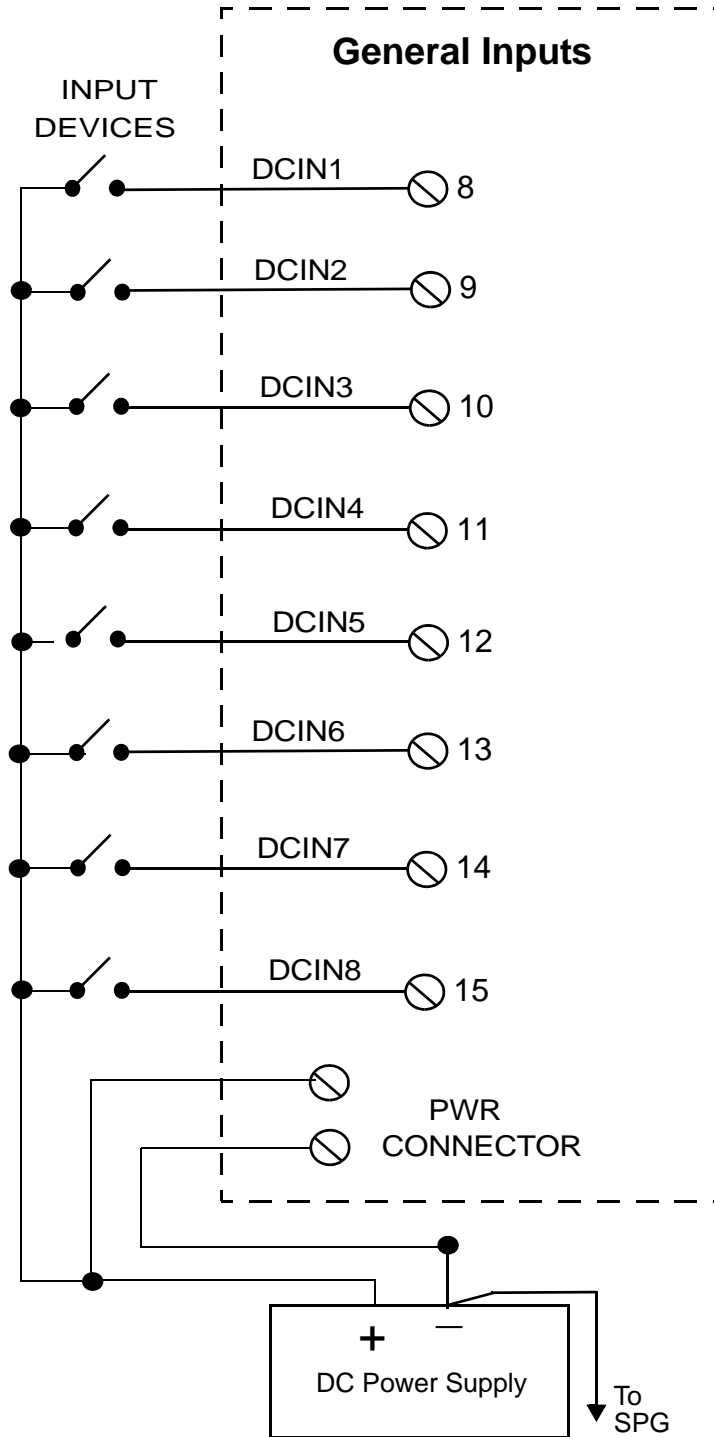 General Inputs
INPUT
DEVICES
DCIN1
8
DCIN2
9
DCIN3
10
DCIN4
11
DCIN5
12
DCIN6
13
DCIN7
14
DCIN8
15
PWR
CONNECTOR
+ —
DC Power Supply
To
SPG